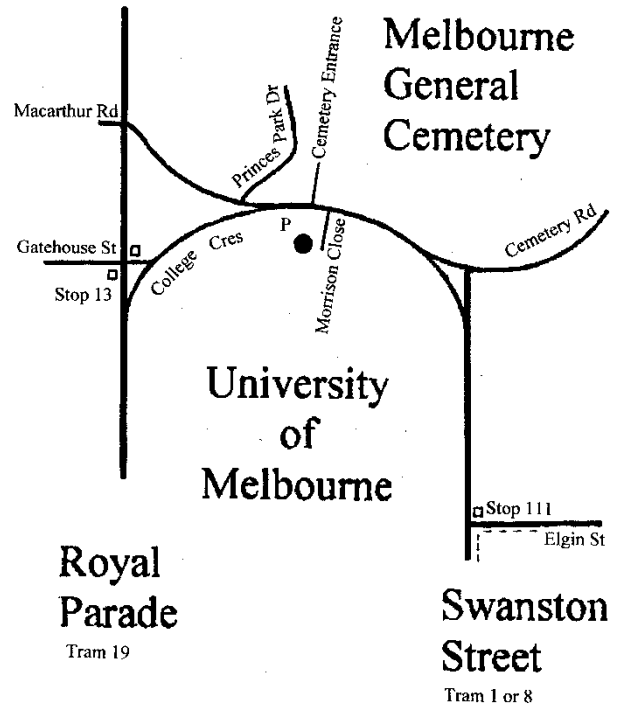 Melbourne
General
Cemetery
Macarthur Rd
Princes Park Dr
Cemetery Entrance
Cemetery Rd
P
Gatehouse St
College Cres
Morrison Close
Stop 13
University
of
Melbourne
Stop 111
Elgin St
Royal
Parade
Tram 19
Swanston
Street
Tram 1 or 8